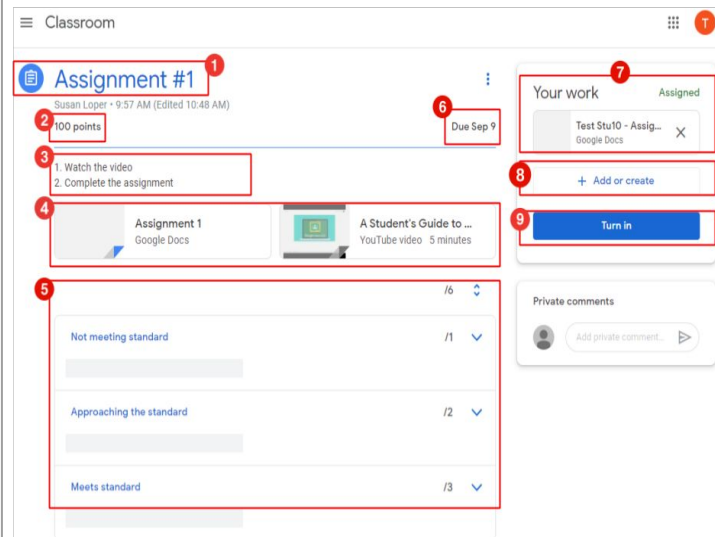 Classroom
T
1
Assignment #1
Susan Loper • 9:57 AM (Edited 10:48 AM)
2
100 points
6
Due Sep 9
3
1. Watch the video
2. Complete the assignment
4
Assignment 1
Google Docs
A Student's Guide to ...
YouTube video 5 minutes
5
/6
Not meeting standard
/1
Approaching the standard
/2
Meets standard
/3
7
Your work
Assigned
Test Stu10 - Assig...
Google Docs
8
+ Add or create
9
Turn in
Private comments
Add private comment...